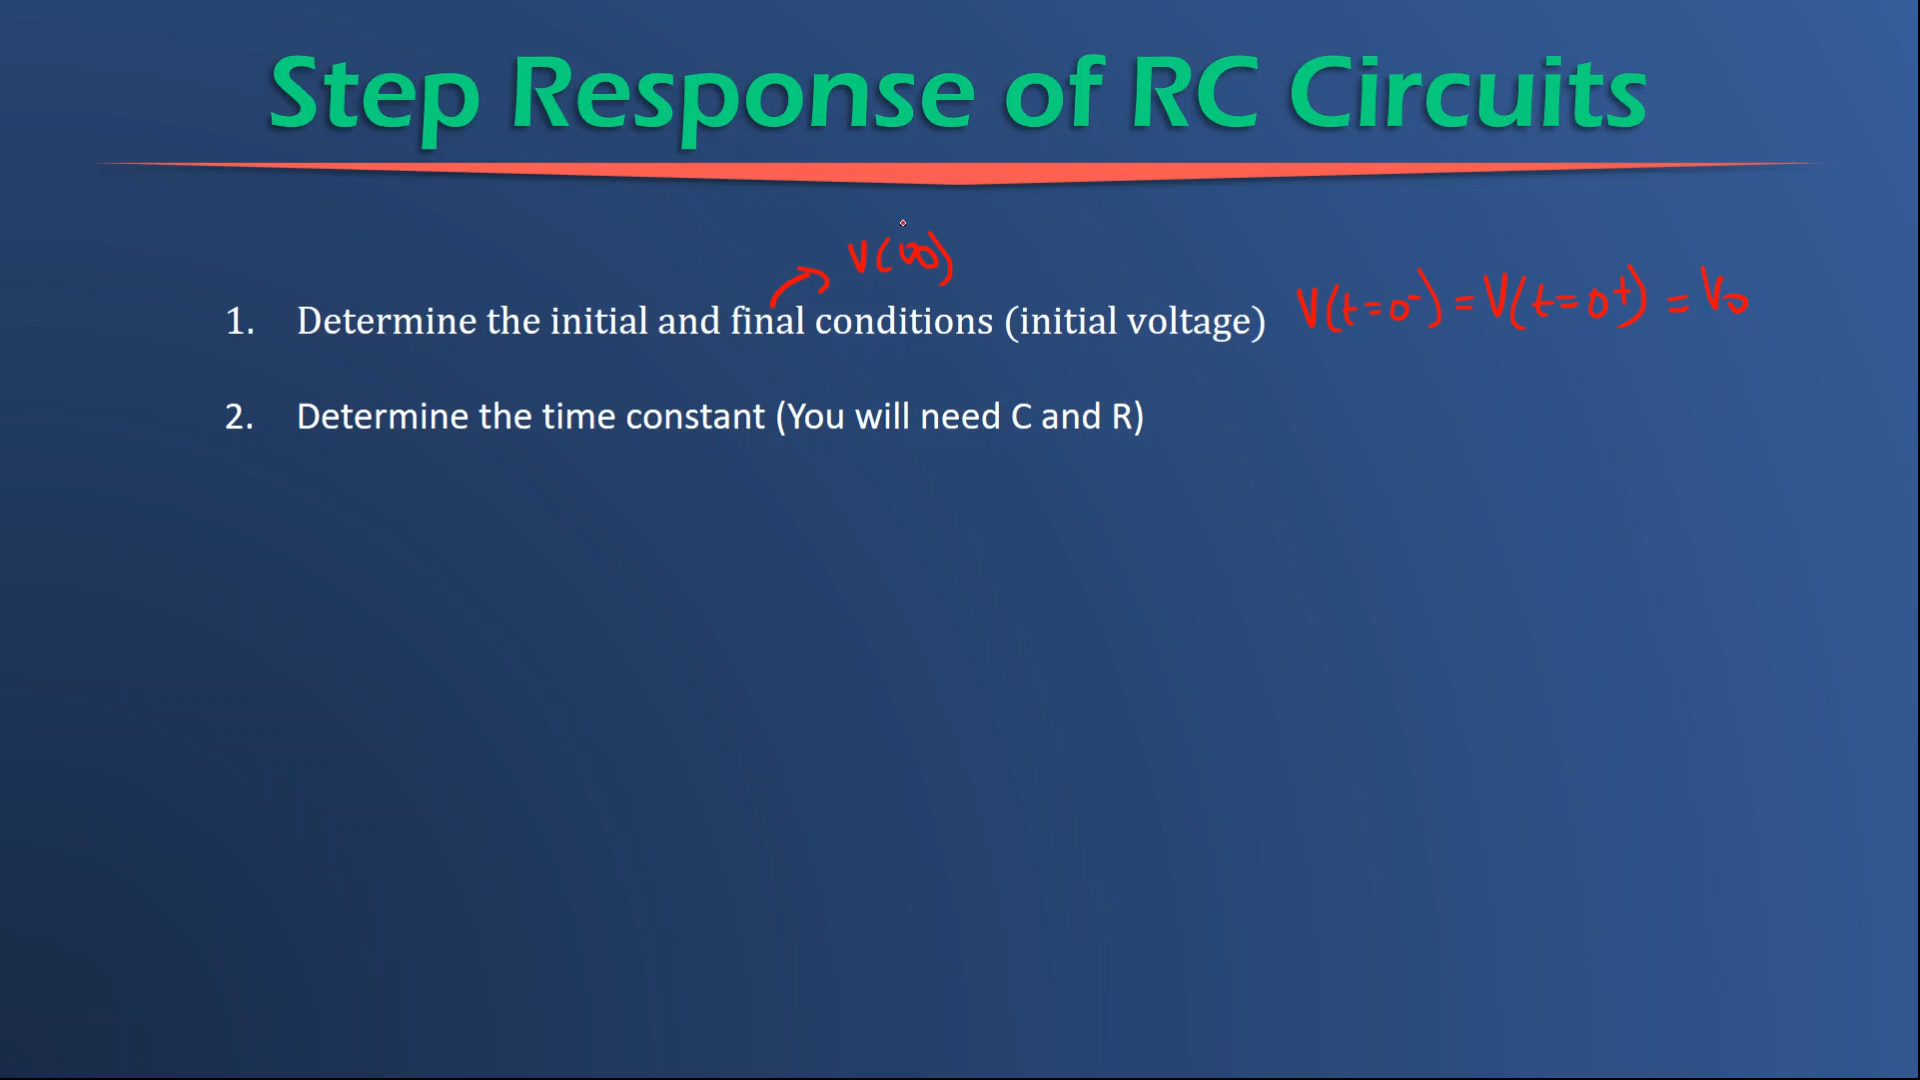 Step Response of RC Circuits
V(∞)
1. Determine the initial and final conditions (initial voltage) V(t=0⁻) = V(t=0⁺) = V₀
2. Determine the time constant (You will need C and R)